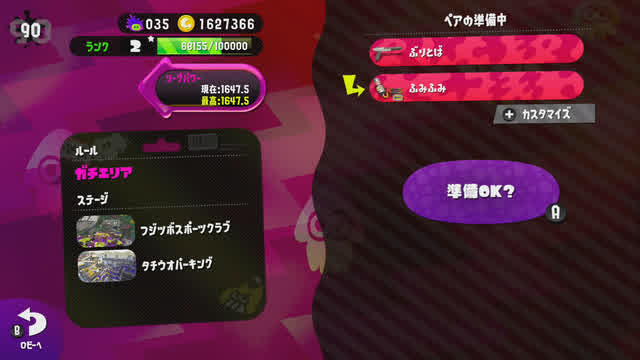 90
035
1627366
ランク
2
68155/100000
リーグパワー
現在:1647.5
最高:1647.5
ルール
ガチエリア
ステージ
フジツボスポーツクラブ
タチウオパーキング
B
ロビーへ
ペアの準備中
ぷりとば
ふみふみ
+ カスタマイズ
準備OK?
A